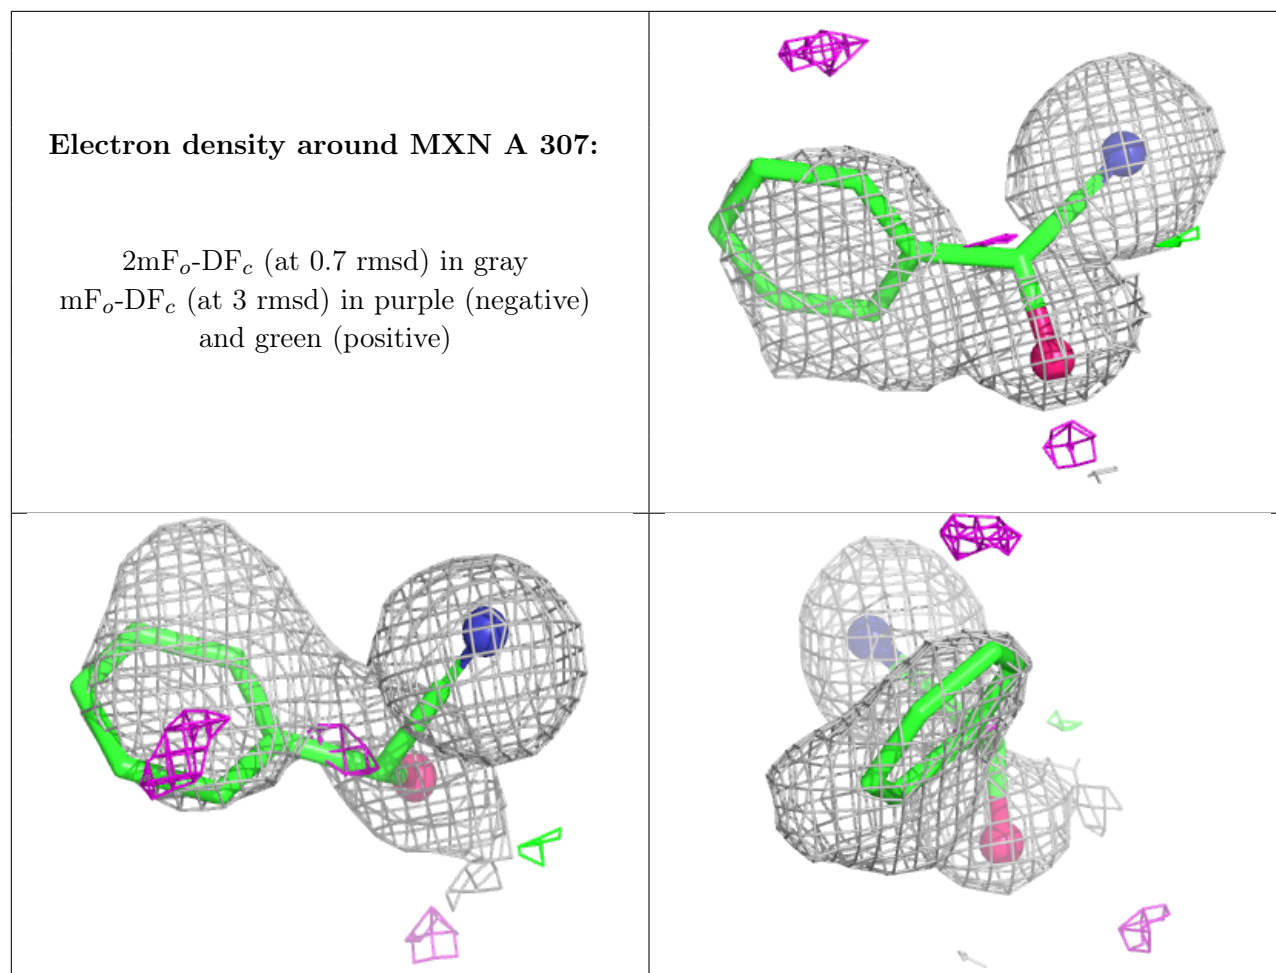 Electron density around MXN A 307:
2mFo-DFc (at 0.7 rmsd) in gray
mFo-DFc (at 3 rmsd) in purple (negative)
and green (positive)